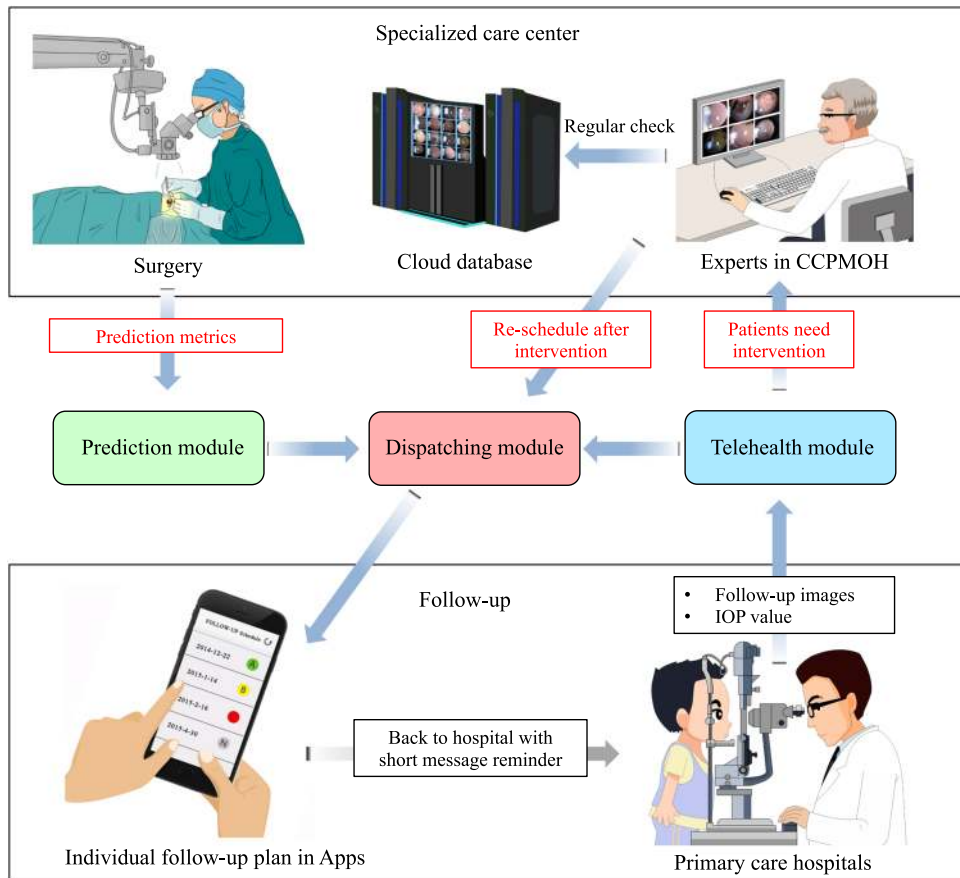 Specialized care center
Regular check
Surgery
Cloud database
Experts in CCPMOH
Prediction metrics
Re-schedule after
intervention
Patients need
intervention
Prediction module
Dispatching module
Telehealth module
Follow-up
• Follow-up images
• IOP value
FOLLOW-UP Schedule
2014-12-22
A
2015-1-14
B
2015-2-16
2015-4-30
N
Back to hospital with
short message reminder
Individual follow-up plan in Apps
Primary care hospitals